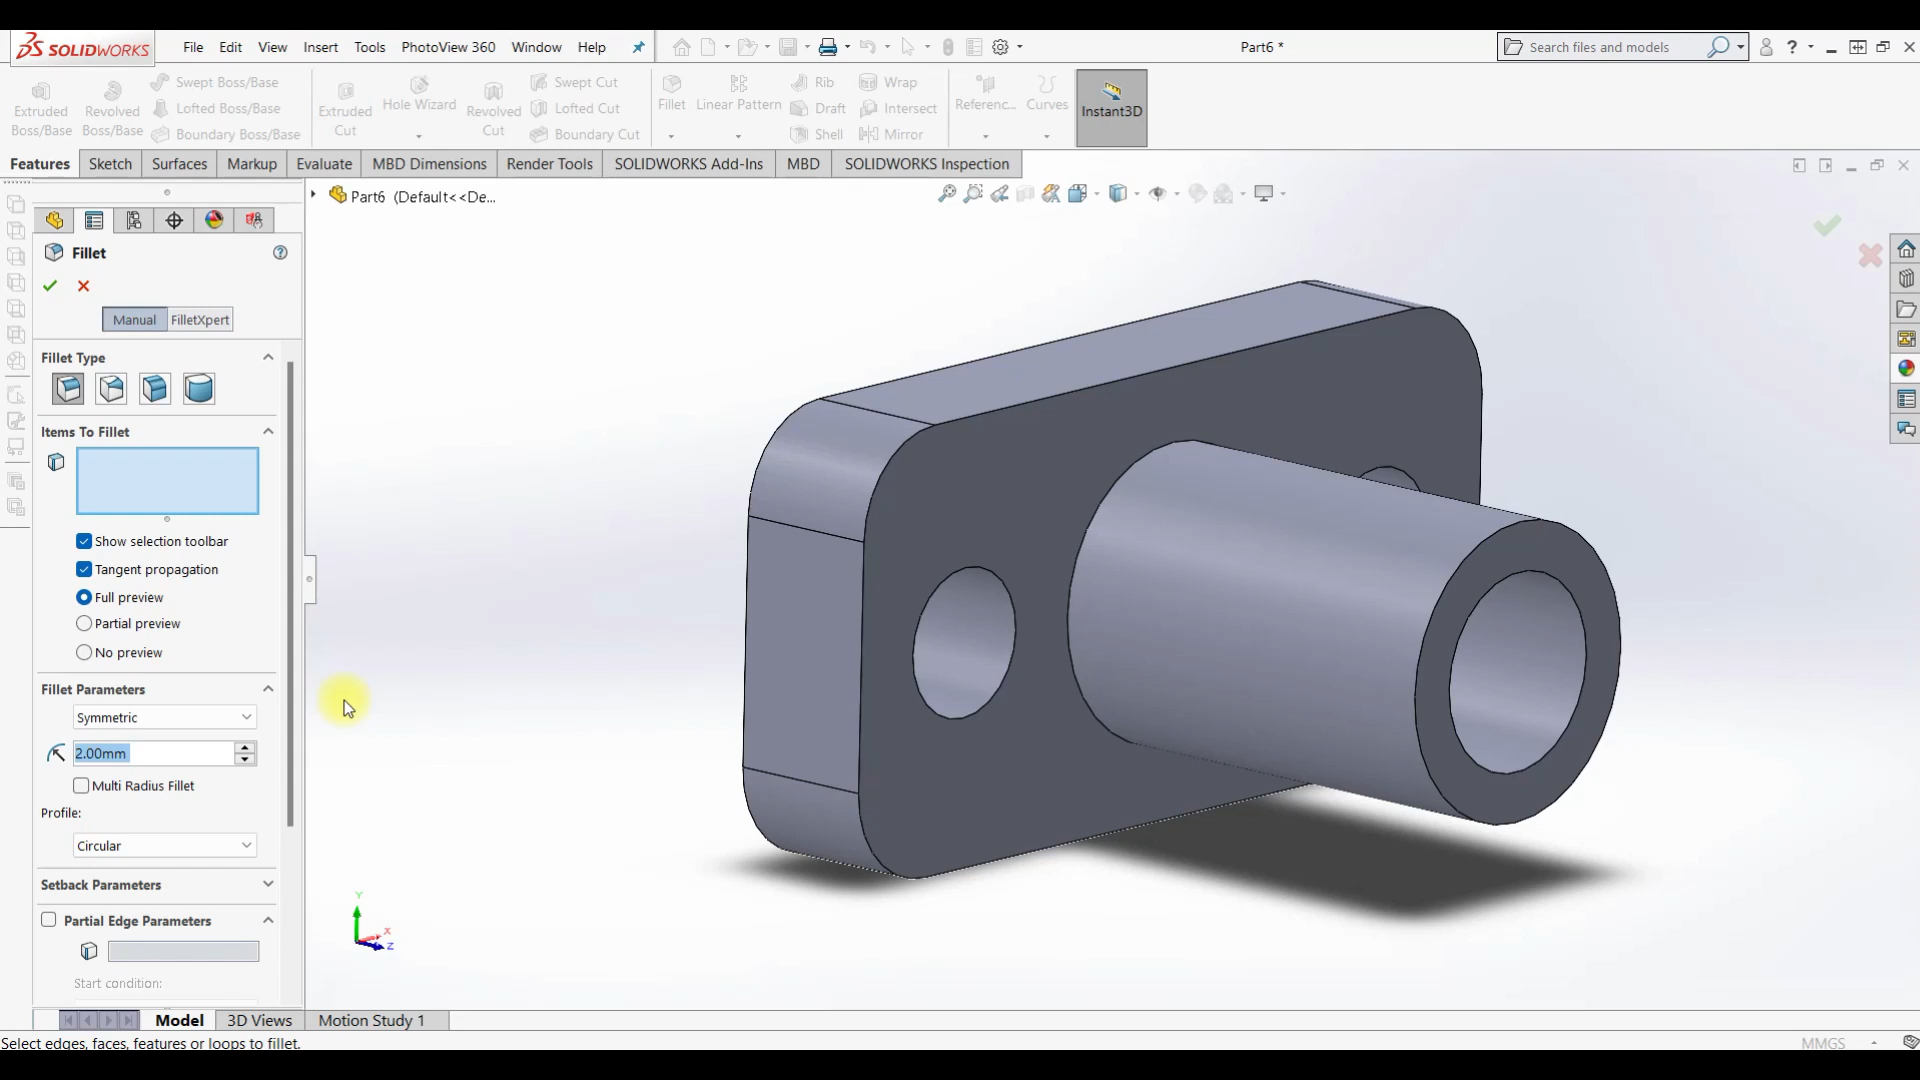 SOLIDWORKS File Edit View Insert Tools PhotoView 360 Window Help Part6 * Search files and models ?
Extruded Boss/Base
Revolved Boss/Base
Swept Boss/Base
Lofted Boss/Base
Boundary Boss/Base
Extruded Cut
Hole Wizard
Revolved Cut
Swept Cut
Lofted Cut
Boundary Cut
Fillet
Linear Pattern
Rib
Draft
Shell
Wrap
Intersect
Mirror
Referenc...
Curves
Instant3D
Features Sketch Surfaces Markup Evaluate MBD Dimensions Render Tools SOLIDWORKS Add-Ins MBD SOLIDWORKS Inspection
Part6 (Default<<De...
Fillet ?
Manual FilletXpert
Fillet Type
Items To Fillet
Show selection toolbar
Tangent propagation
Full preview
Partial preview
No preview
Fillet Parameters
Symmetric
2.00mm
Multi Radius Fillet
Profile:
Circular
Setback Parameters
Partial Edge Parameters
Start condition:
Y
X
Z
Model 3D Views Motion Study 1
Select edges, faces, features or loops to fillet. MMGS